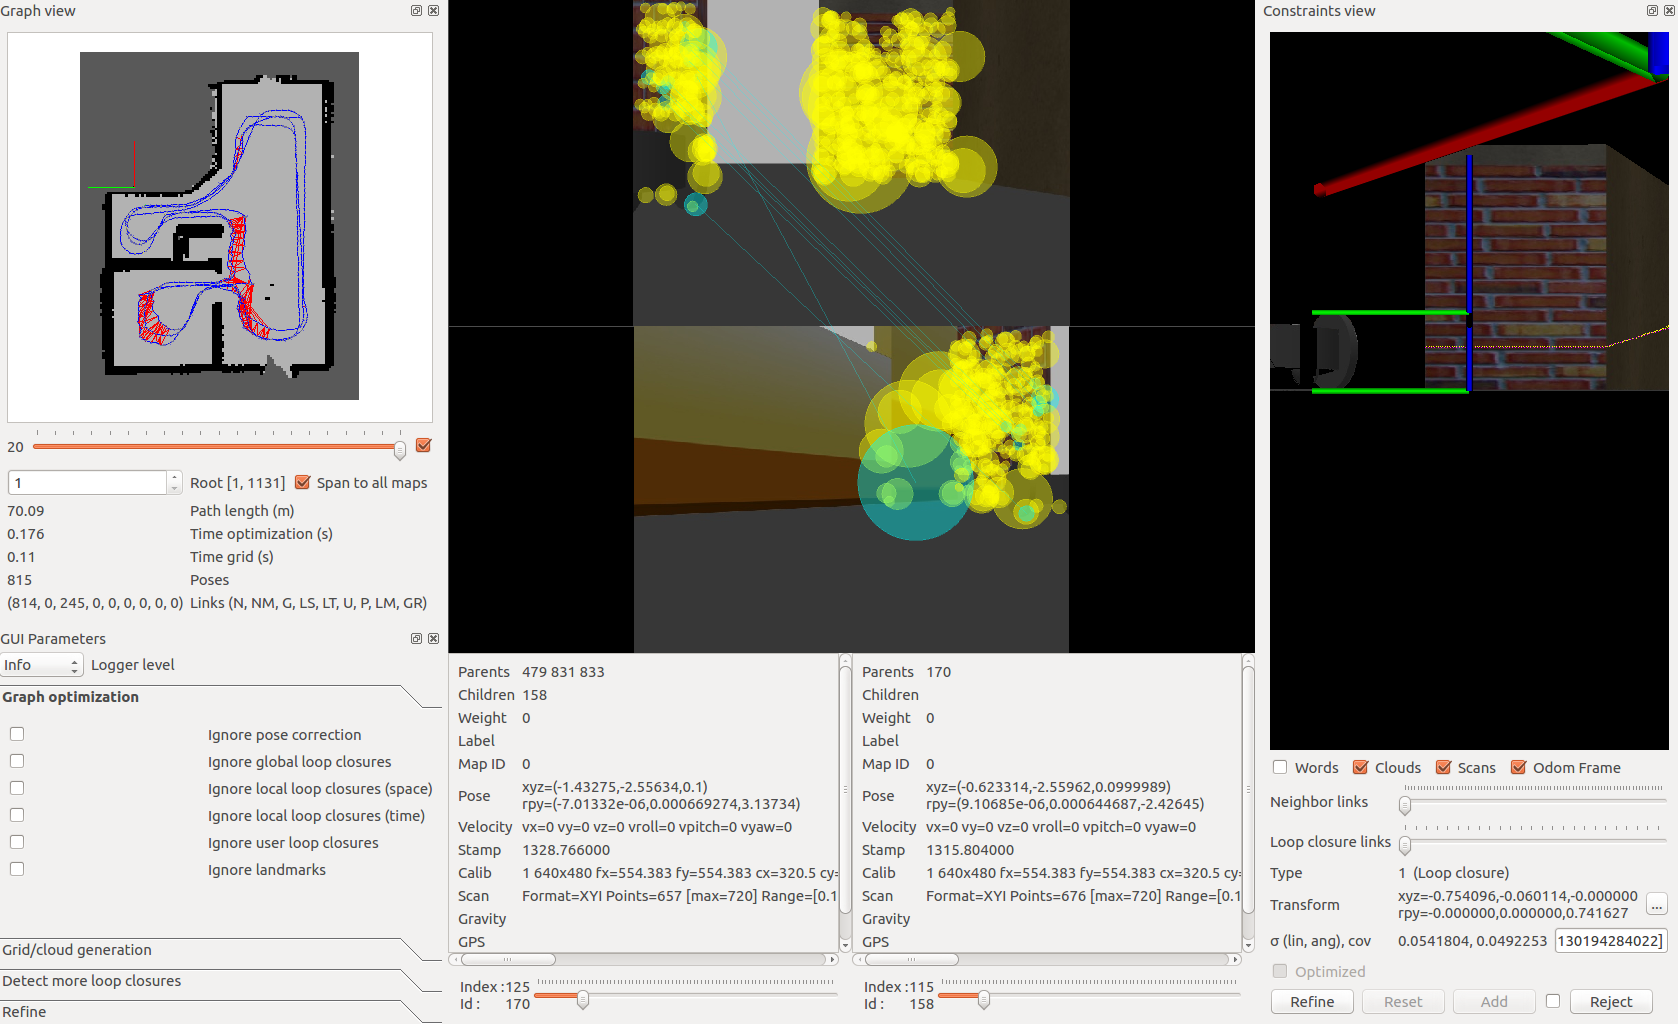 Graph view
20
1 Root [1, 1131] Span to all maps
70.09 Path length (m)
0.176 Time optimization (s)
0.11 Time grid (s)
815 Poses
(814, 0, 245, 0, 0, 0, 0, 0, 0) Links (N, NM, G, LS, LT, U, P, LM, GR)
GUI Parameters
Info Logger level
Graph optimization
Ignore pose correction
Ignore global loop closures
Ignore local loop closures (space)
Ignore local loop closures (time)
Ignore user loop closures
Ignore landmarks
Grid/cloud generation
Detect more loop closures
Refine
Parents 479 831 833
Children 158
Weight 0
Label
Map ID 0
Pose xyz=(-1.43275,-2.55634,0.1)
rpy=(-7.01332e-06,0.000669274,3.13734)
Velocity vx=0 vy=0 vz=0 vroll=0 vpitch=0 vyaw=0
Stamp 1328.766000
Calib 1 640x480 fx=554.383 fy=554.383 cx=320.5 cy=
Scan Format=XYI Points=657 [max=720] Range=[0.1
Gravity
GPS
Index :125
Id : 170
Parents 170
Children
Weight 0
Label
Map ID 0
Pose xyz=(-0.623314,-2.55962,0.0999989)
rpy=(9.10685e-06,0.000644687,-2.42645)
Velocity vx=0 vy=0 vz=0 vroll=0 vpitch=0 vyaw=0
Stamp 1315.804000
Calib 1 640x480 fx=554.383 fy=554.383 cx=320.5 cy=
Scan Format=XYI Points=676 [max=720] Range=[0.1
Gravity
GPS
Index :115
Id : 158
Constraints view
Words Clouds Scans Odom Frame
Neighbor links
Loop closure links
Type 1 (Loop closure)
Transform xyz=-0.754096,-0.060114,-0.000000
rpy=-0.000000,0.000000,0.741627 ...
σ (lin, ang), cov 0.0541804, 0.0492253 130194284022]
Optimized
Refine Reset Add Reject